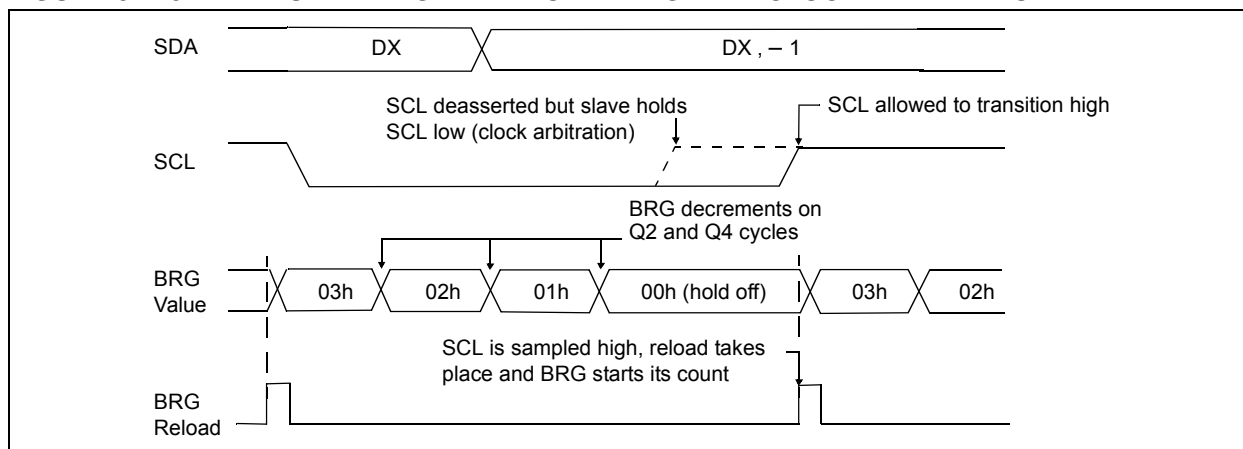 SDA
DX
DX , – 1
SCL deasserted but slave holds
SCL low (clock arbitration)
SCL allowed to transition high
SCL
BRG decrements on
Q2 and Q4 cycles
BRG
Value
03h
02h
01h
00h (hold off)
03h
02h
SCL is sampled high, reload takes
place and BRG starts its count
BRG
Reload